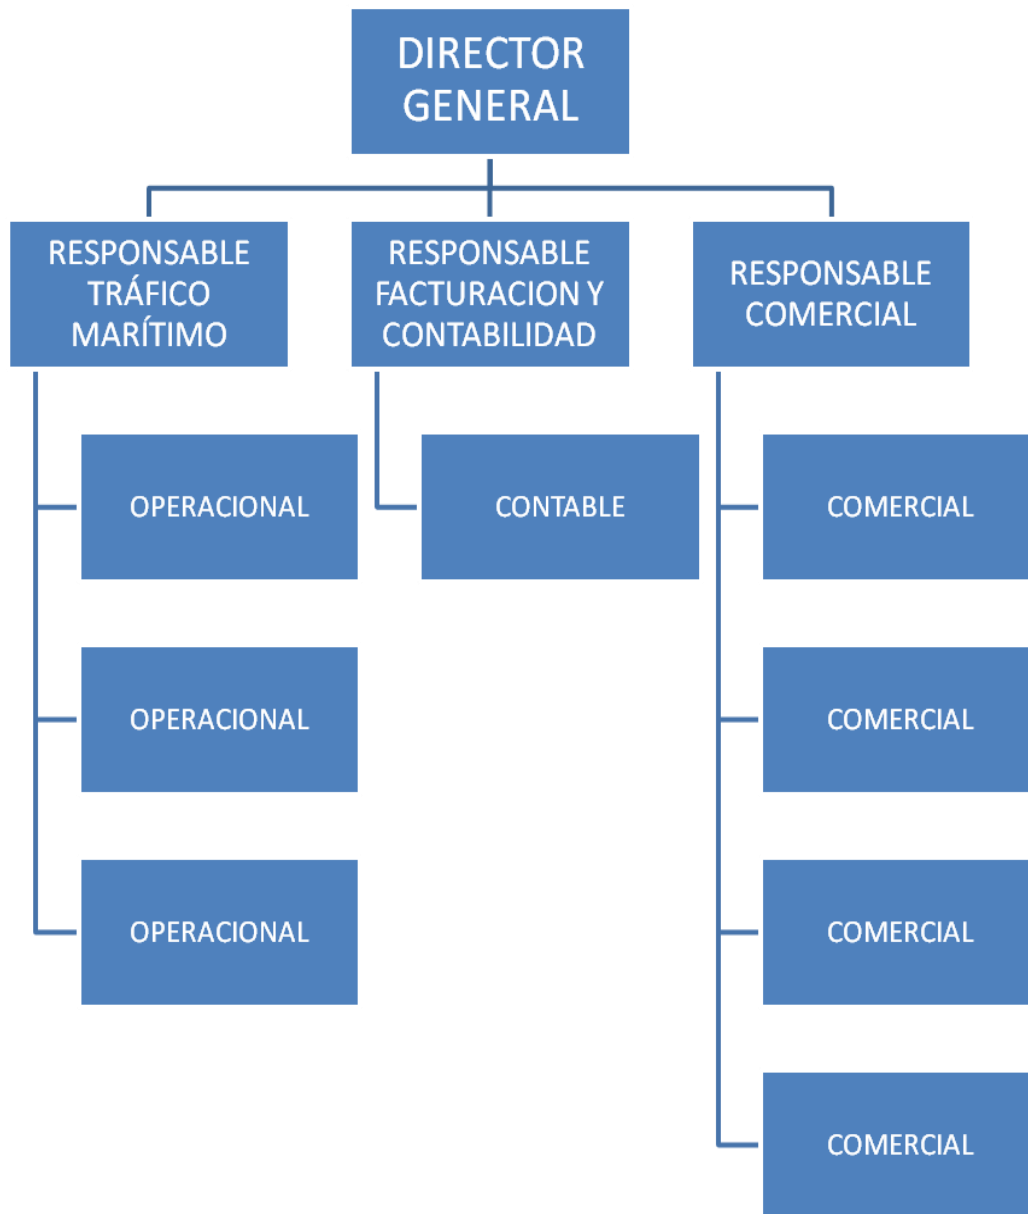 DIRECTOR
GENERAL
RESPONSABLE
TRÁFICO
MARÍTIMO
RESPONSABLE
FACTURACION Y
CONTABILIDAD
RESPONSABLE
COMERCIAL
OPERACIONAL
CONTABLE
COMERCIAL
OPERACIONAL
COMERCIAL
OPERACIONAL
COMERCIAL
COMERCIAL